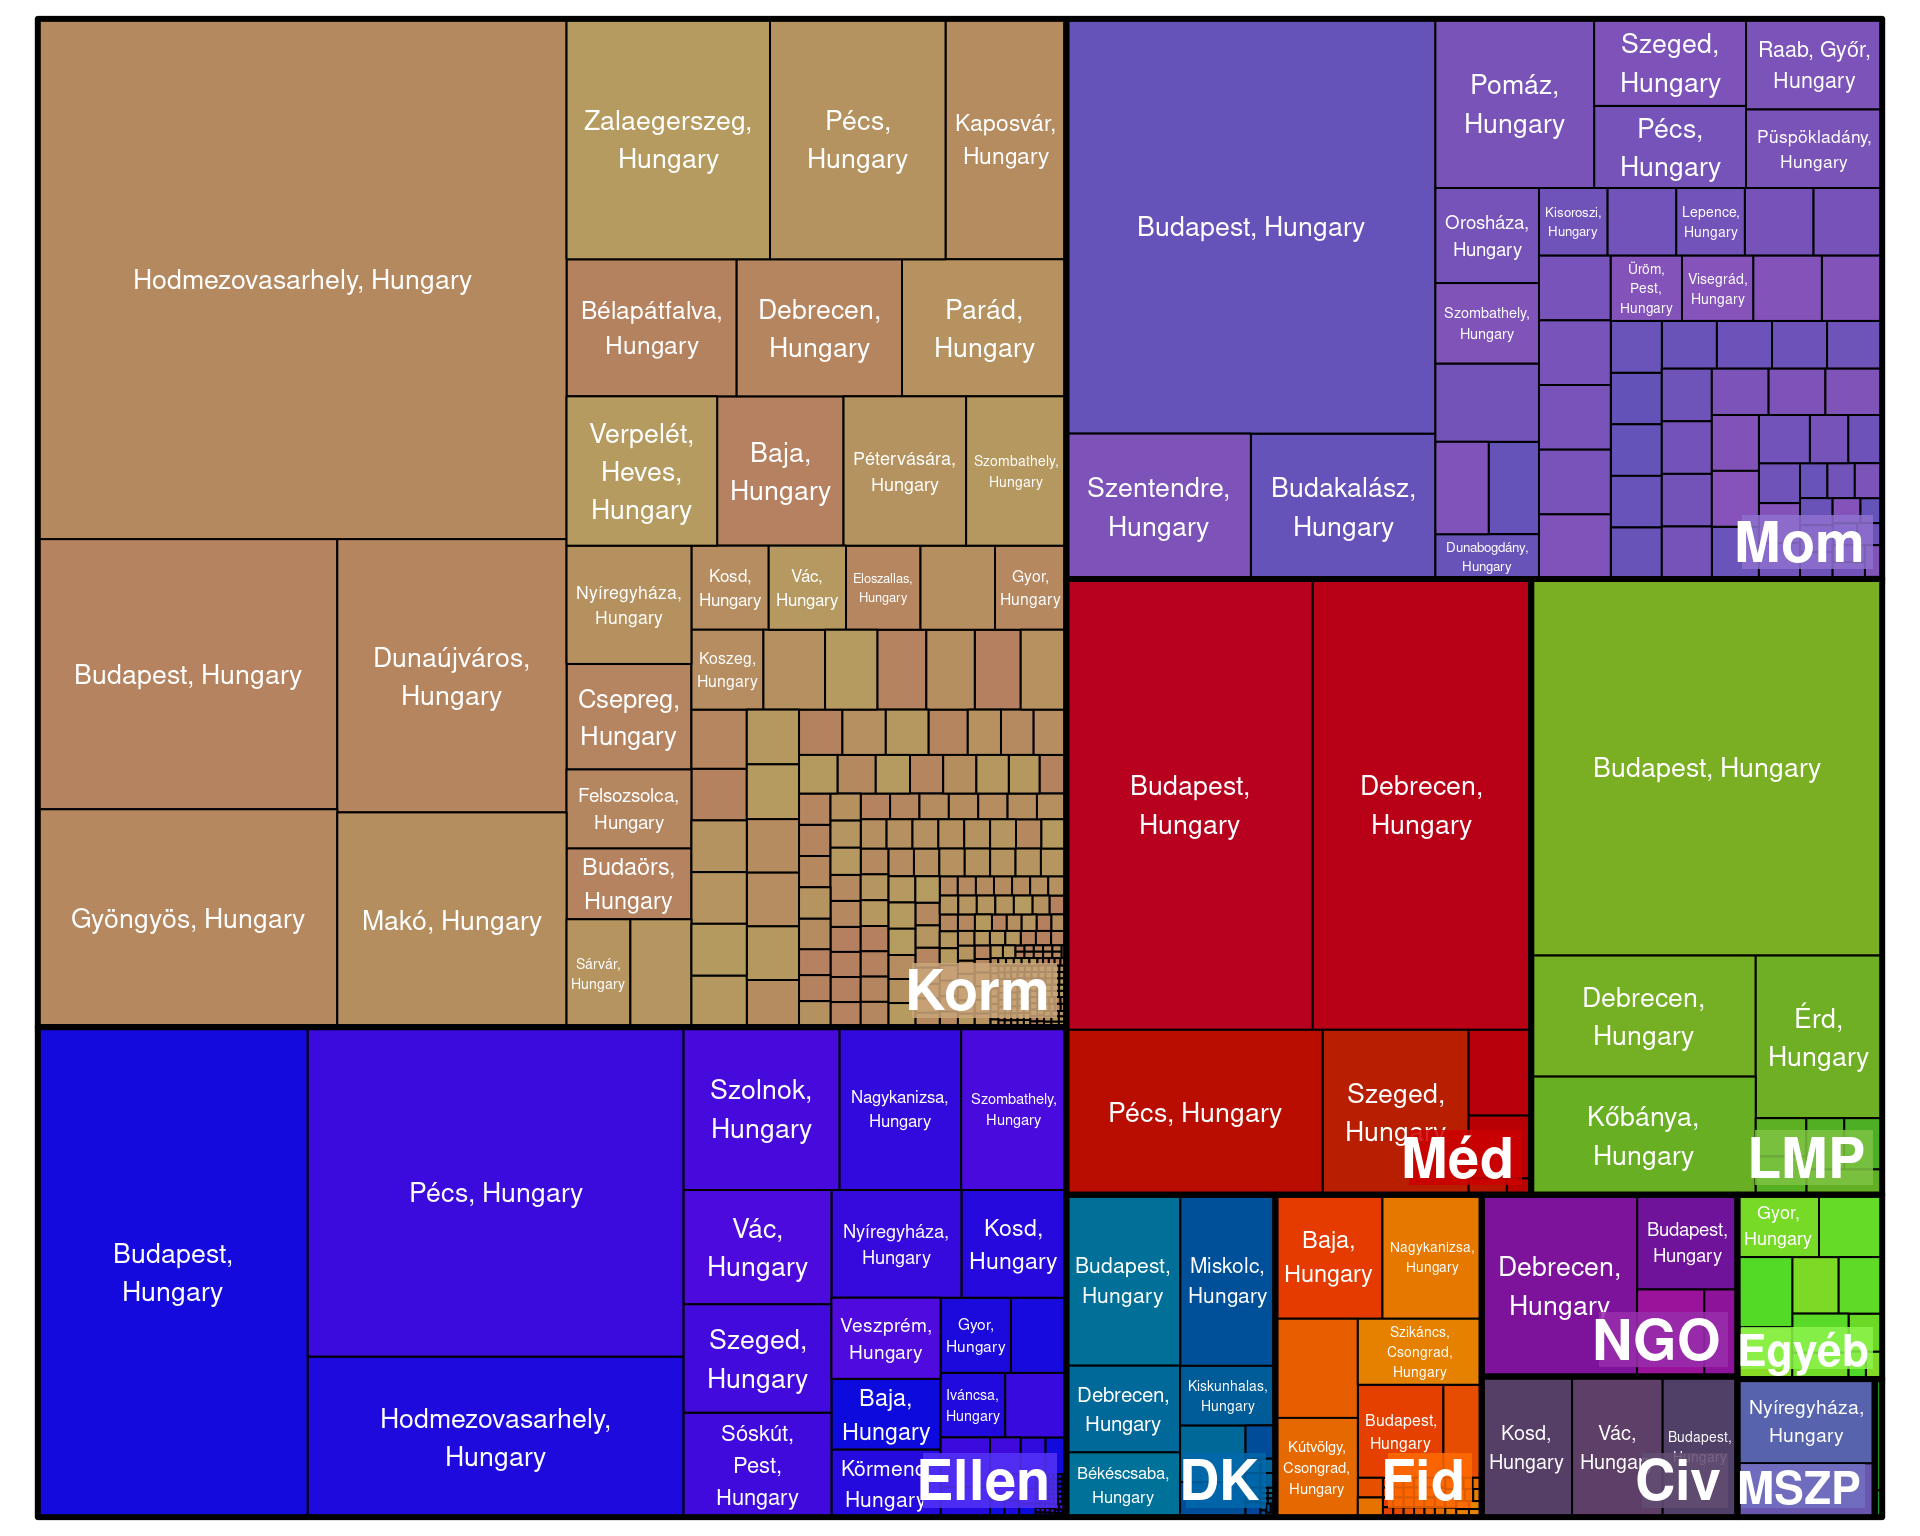 Hodmezovasarhely, Hungary
Budapest, Hungary
Dunaújváros,
Hungary
Gyöngyös, Hungary
Makó, Hungary
Zalaegerszeg,
Hungary
Pécs,
Hungary
Kaposvár,
Hungary
Bélapátfalva,
Hungary
Debrecen,
Hungary
Parád,
Hungary
Verpelét,
Heves,
Hungary
Baja,
Hungary
Pétervására,
Hungary
Szombathely,
Hungary
Nyíregyháza,
Hungary
Kosd,
Hungary
Vác,
Hungary
Eloszallas,
Hungary
Gyor,
Hungary
Koszeg,
Hungary
Csepreg,
Hungary
Felsozsolca,
Hungary
Budaörs,
Hungary
Sárvár,
Hungary
Korm
Budapest, Hungary
Szentendre,
Hungary
Budakalász,
Hungary
Pomáz,
Hungary
Szeged,
Hungary
Raab, Győr,
Hungary
Pécs,
Hungary
Püspökladány,
Hungary
Orosháza,
Hungary
Kisoroszi,
Hungary
Lepence,
Hungary
Szombathely,
Hungary
Üröm,
Pest,
Hungary
Visegrád,
Hungary
Dunabogdány,
Hungary
Mom
Budapest,
Hungary
Debrecen,
Hungary
Pécs, Hungary
Szeged,
Hungary
Méd
Budapest, Hungary
Debrecen,
Hungary
Érd,
Hungary
Kőbánya,
Hungary
LMP
Budapest,
Hungary
Pécs, Hungary
Hodmezovasarhely,
Hungary
Szolnok,
Hungary
Nagykanizsa,
Hungary
Szombathely,
Hungary
Vác,
Hungary
Nyíregyháza,
Hungary
Kosd,
Hungary
Szeged,
Hungary
Veszprém,
Hungary
Gyor,
Hungary
Baja,
Hungary
Iváncsa,
Hungary
Sóskút,
Pest,
Hungary
Körmend,
Hungary
Ellen
Budapest,
Hungary
Miskolc,
Hungary
Debrecen,
Hungary
Kiskunhalas,
Hungary
Békéscsaba,
Hungary
DK
Baja,
Hungary
Nagykanizsa,
Hungary
Szikáncs,
Csongrad,
Hungary
Budapest,
Hungary
Kútvölgy,
Csongrad,
Hungary
Fid
Debrecen,
Hungary
Budapest,
Hungary
NGO
Gyor,
Hungary
Egyéb
Kosd,
Hungary
Vác,
Hungary
Budapest,
Hungary
Civ
Nyíregyháza,
Hungary
MSZP